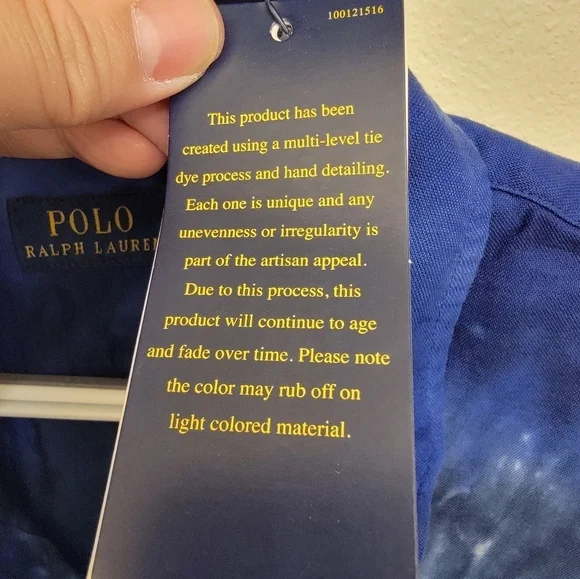 100121516
This product has been
created using a multi-level tie
dye process and hand detailing.
Each one is unique and any
unevenness or irregularity is
part of the artisan appeal.
Due to this process, this
product will continue to age
and fade over time. Please note
the color may rub off on
light colored material.
POLO
RALPH LAUREN